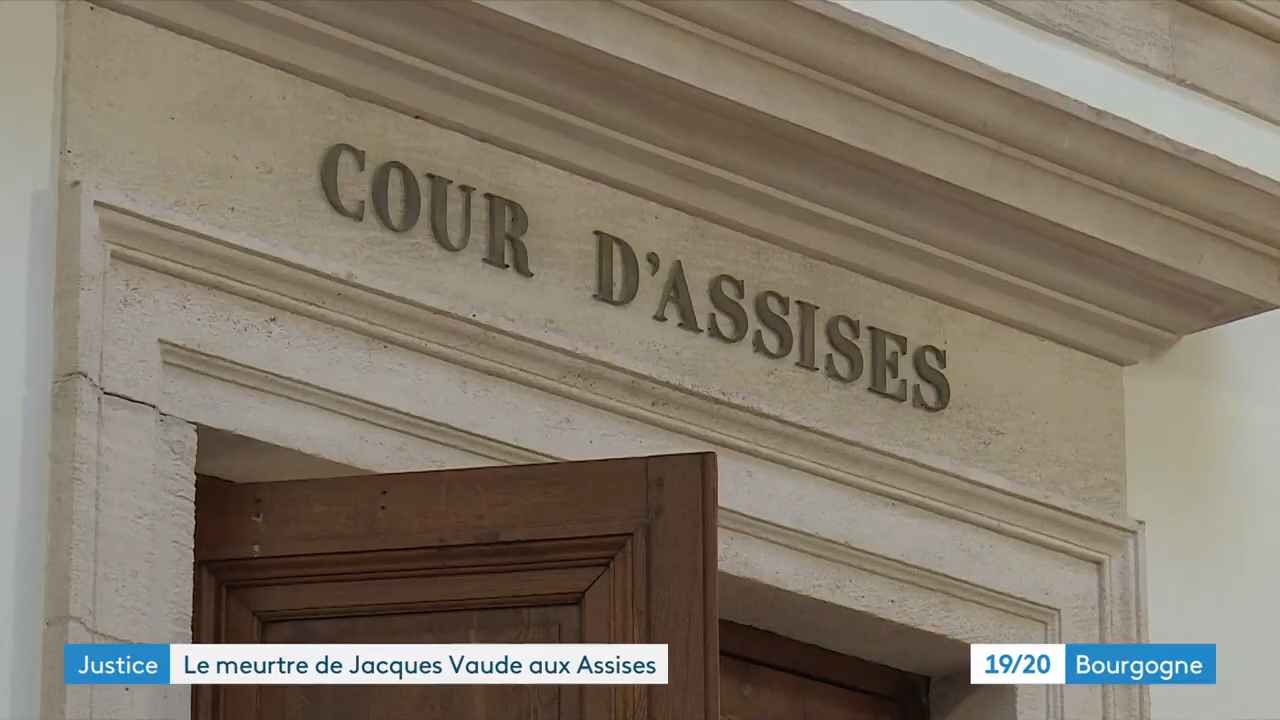 COUR D'ASSISES
Justice Le meurtre de Jacques Vaude aux Assises
19/20 Bourgogne